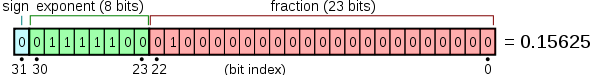 sign exponent (8 bits) fraction (23 bits)
0 0 1 1 1 1 1 0 0 0 1 0 0 0 0 0 0 0 0 0 0 0 0 0 0 0 0 0 0 0 0 0 = 0.15625
31 30 23 22 (bit index) 0